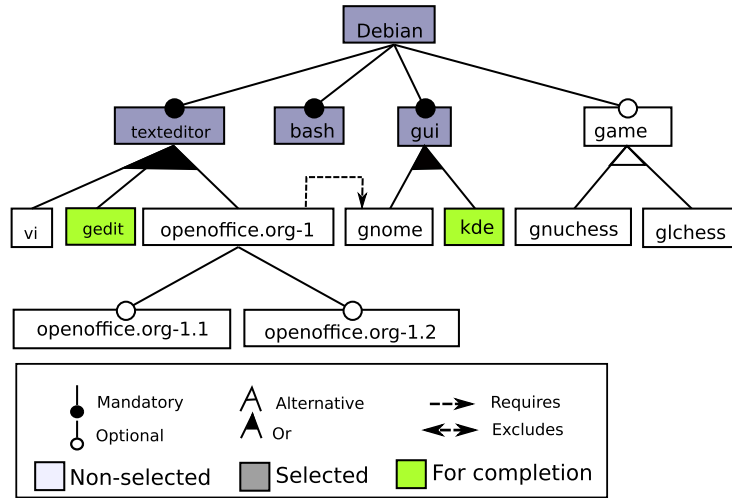 Debian
texteditor bash gui game
vi gedit openoffice.org-1 gnome kde gnuchess glchess
openoffice.org-1.1 openoffice.org-1.2
Mandatory Alternative Requires
Optional Or Excludes
Non-selected Selected For completion